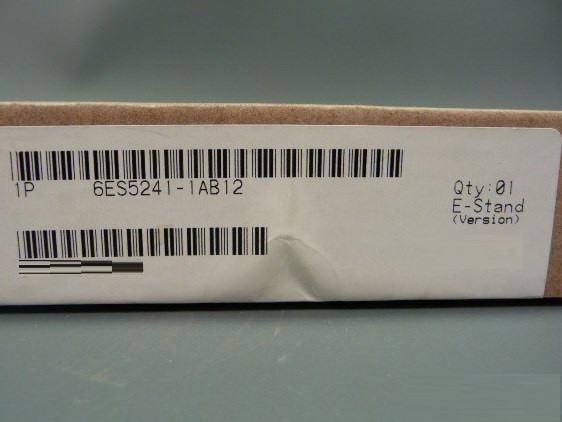 1P 6ES5241-1AB12
Qty:01
E-Stand
(Version)